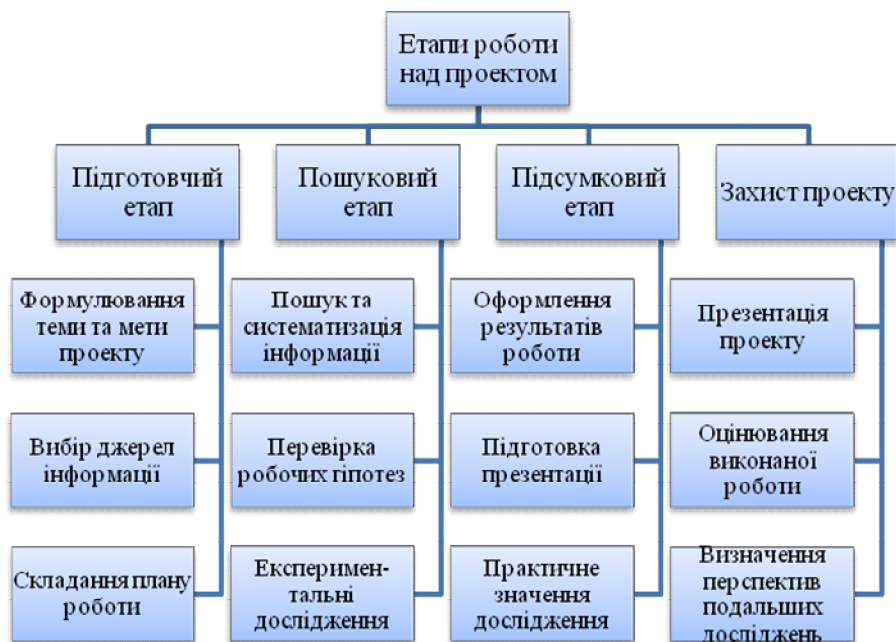 Етапи роботи
над проектом
Підготовчий
етап
Пошуковий
етап
Підсумковий
етап
Захист проекту
Формулювання
теми та мети
проекту
Пошук та
систематизація
інформації
Оформлення
результатів
роботи
Презентація
проекту
Вибір джерел
інформації
Перевірка
робочих гіпотез
Підготовка
презентації
Оцінювання
виконаної
роботи
Складання плану
роботи
Експеримен-
тальні
дослідження
Практичне
значення
дослідження
Визначення
перспектив
подальших
досліджень